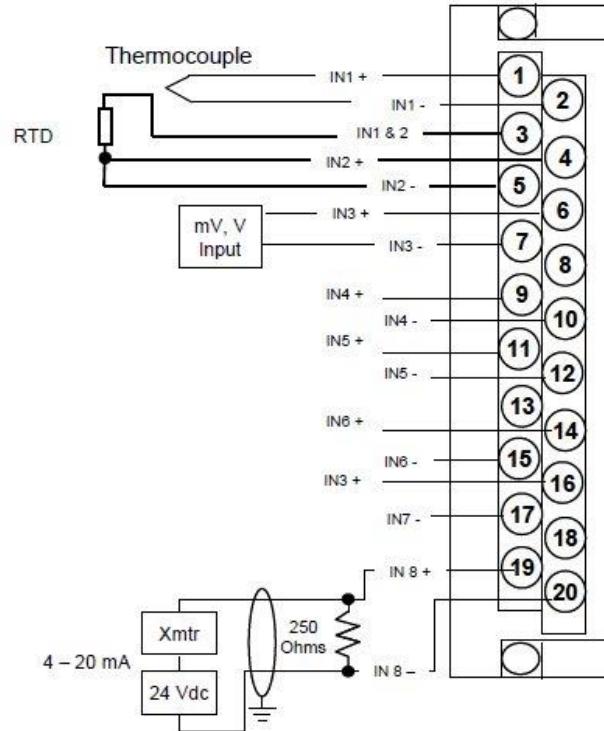 Thermocouple
IN1 +
1
IN1 -
2
RTD
IN1 & 2
3
IN2 +
4
IN2 -
5
IN3 +
6
mV, V
Input
IN3 -
7
8
IN4 +
9
IN4 -
10
IN5 +
11
IN5 -
12
13
IN6 +
14
IN6 -
15
IN3 +
16
IN7 -
17
18
IN 8 +
19
20
Xmtr
250
Ohms
4 – 20 mA
24 Vdc
IN 8 –